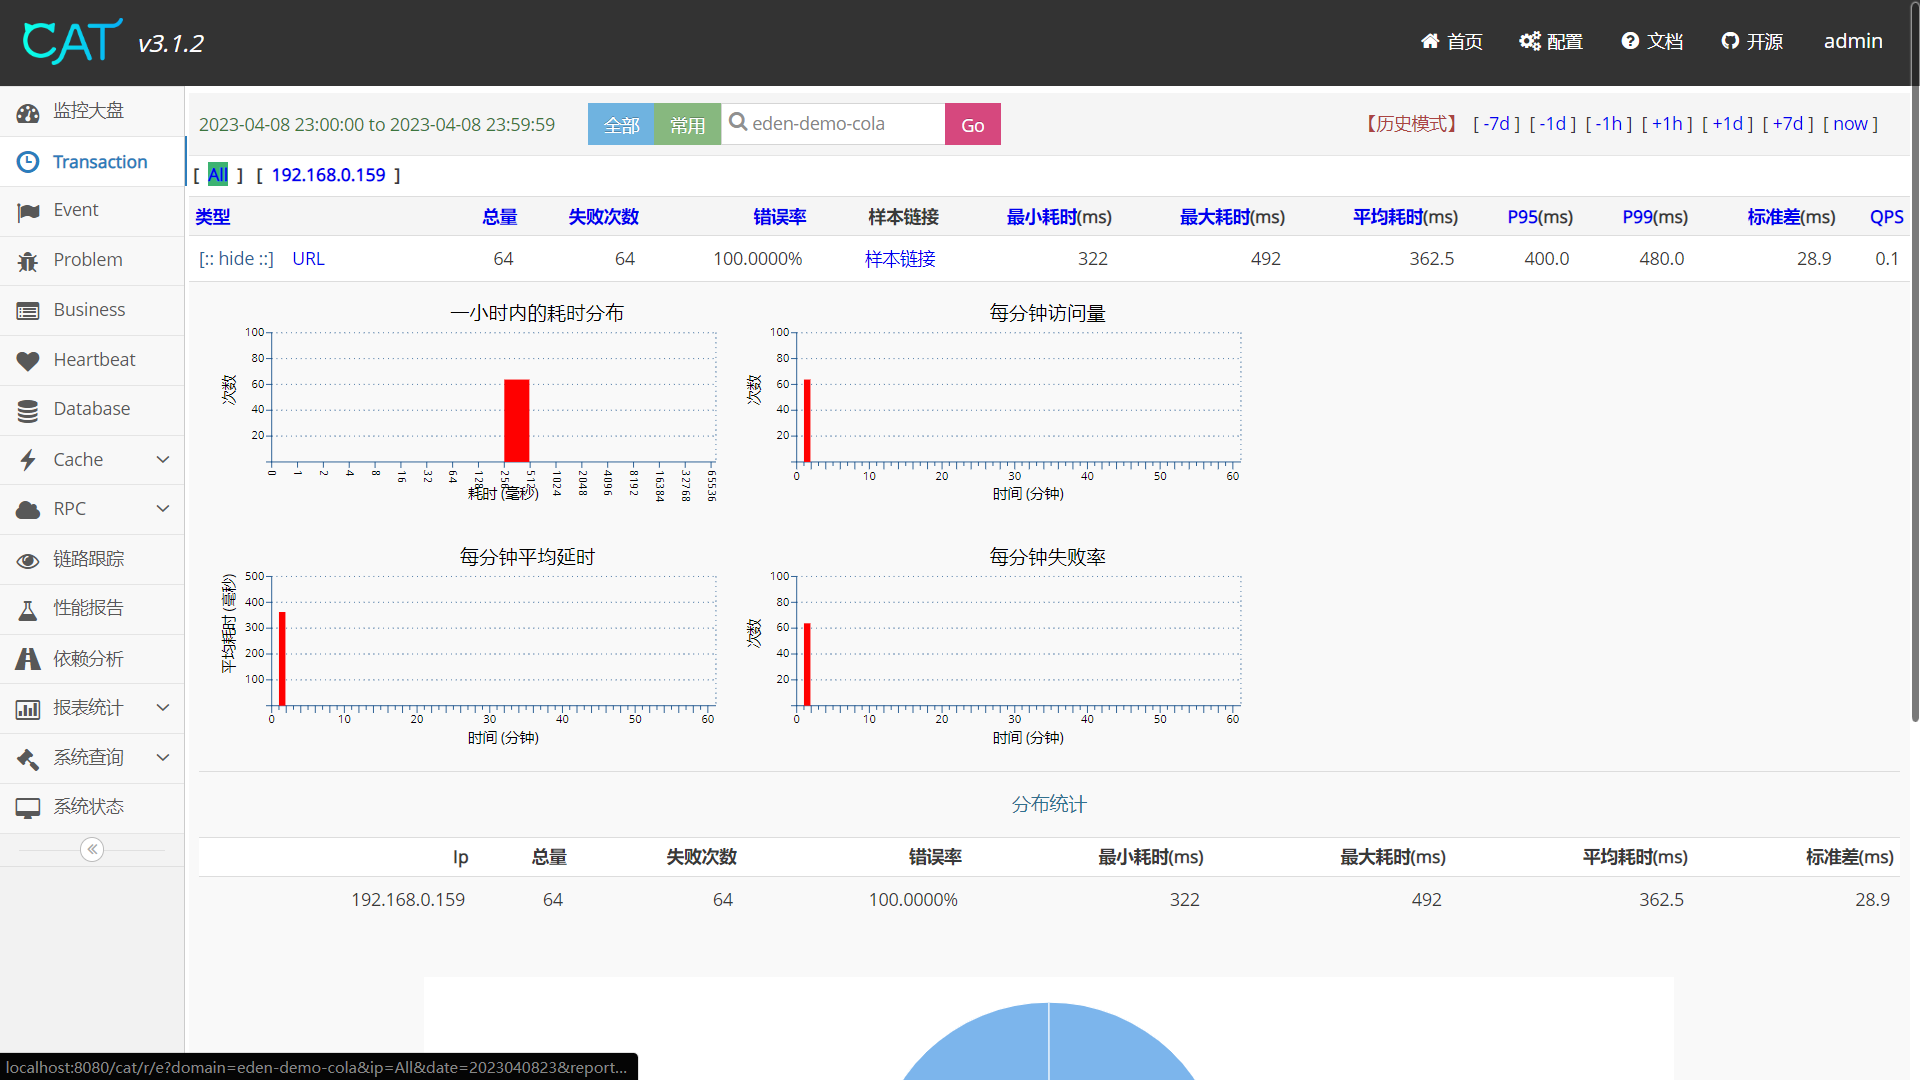 CAT v3.1.2
首页 配置 文档 开源 admin
监控大盘
Transaction
Event
Problem
Business
Heartbeat
Database
Cache
RPC
链路跟踪
性能报告
依赖分析
报表统计
系统查询
系统状态
2023-04-08 23:00:00 to 2023-04-08 23:59:59 全部 常用 eden-demo-cola Go 【历史模式】 [ -7d ] [ -1d ] [ -1h ] [ +1h ] [ +1d ] [ +7d ] [ now ]
[ All ] [ 192.168.0.159 ]
类型 总量 失败次数 错误率 样本链接 最小耗时(ms) 最大耗时(ms) 平均耗时(ms) P95(ms) P99(ms) 标准差(ms) QPS
[:: hide ::] URL 64 64 100.0000% 样本链接 322 492 362.5 400.0 480.0 28.9 0.1
一小时内的耗时分布
次数
100
80
60
40
20
0 1 2 4 8 16 32 64 128 256 512 1024 2048 4096 8192 16384 32768 65536
耗时 (毫秒)
每分钟访问量
次数
100
80
60
40
20
0 10 20 30 40 50 60
时间 (分钟)
每分钟平均延时
平均耗时 (毫秒)
500
400
300
200
100
0 10 20 30 40 50 60
时间 (分钟)
每分钟失败率
次数
100
80
60
40
20
0 10 20 30 40 50 60
时间 (分钟)
分布统计
Ip 总量 失败次数 错误率 最小耗时(ms) 最大耗时(ms) 平均耗时(ms) 标准差(ms)
192.168.0.159 64 64 100.0000% 322 492 362.5 28.9
localhost:8080/cat/r/e?domain=eden-demo-cola&ip=All&date=2023040823&report...